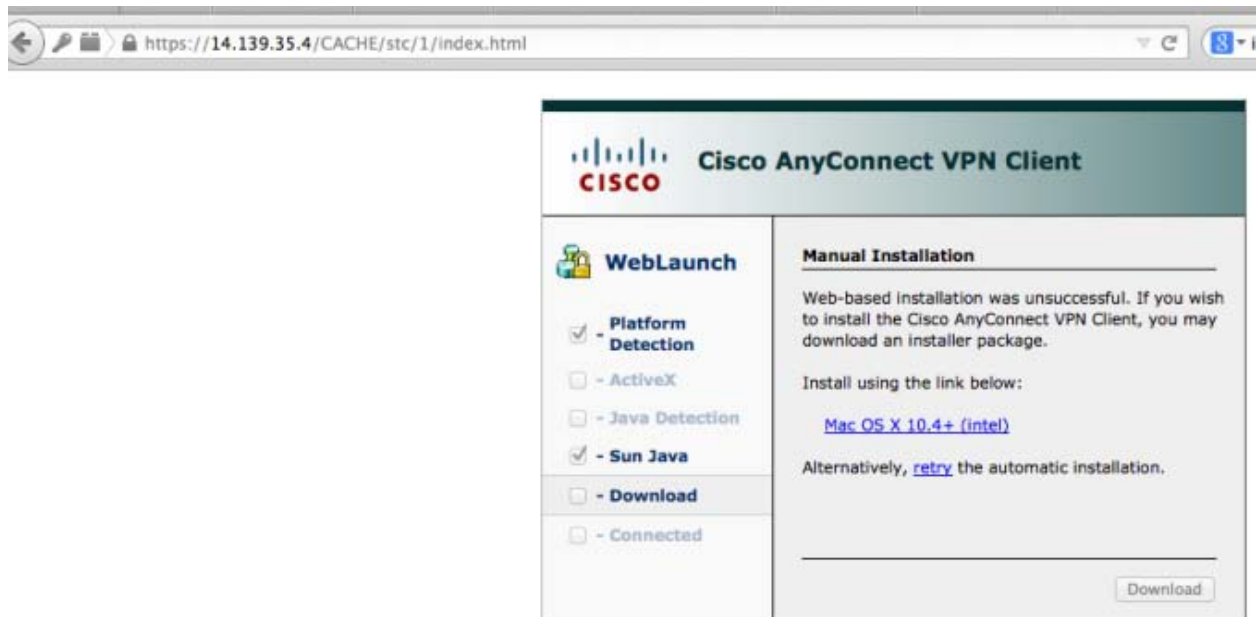 https://14.139.35.4/CACHE/stc/1/index.html
CISCO
Cisco AnyConnect VPN Client
WebLaunch
- Platform
Detection
- ActiveX
- Java Detection
- Sun Java
- Download
- Connected
Manual Installation
Web-based installation was unsuccessful. If you wish
to install the Cisco AnyConnect VPN Client, you may
download an installer package.
Install using the link below:
Mac OS X 10.4+ (intel)
Alternatively, retry the automatic installation.
Download